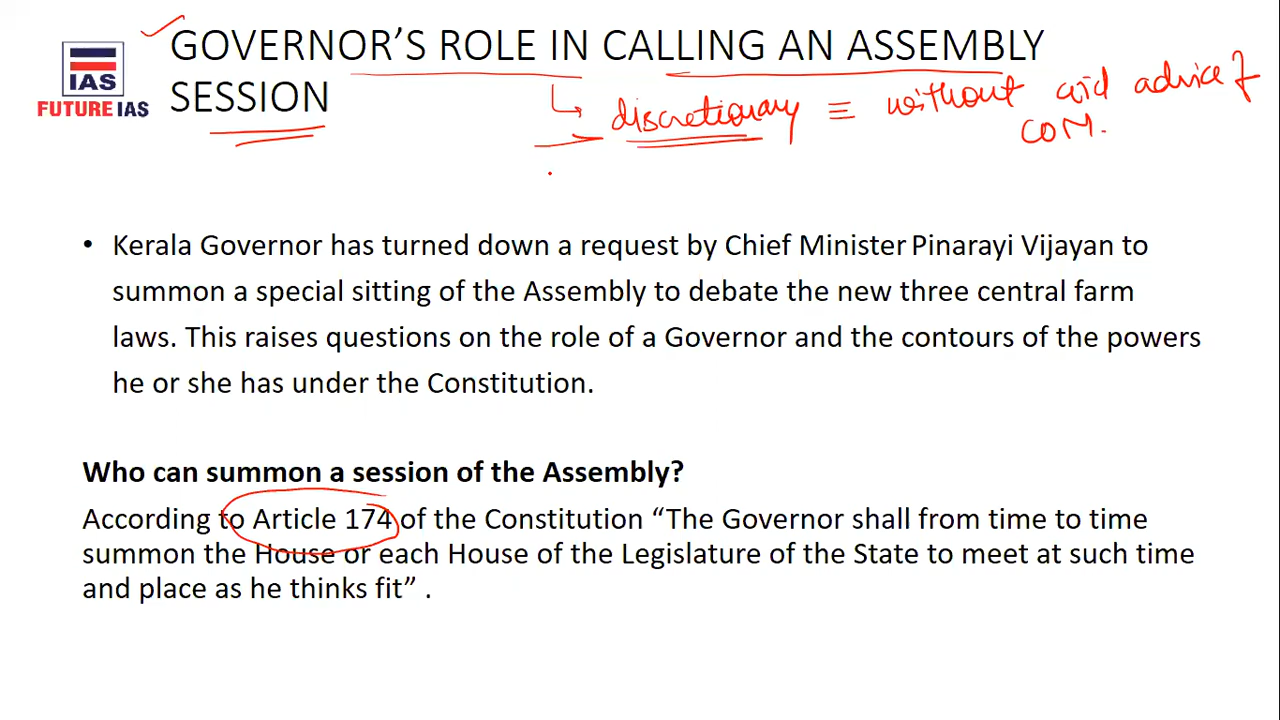 GOVERNOR’S ROLE IN CALLING AN ASSEMBLY
SESSION
IAS
FUTURE IAS
discretionary ≡ without aid advice of
COM.
• Kerala Governor has turned down a request by Chief Minister Pinarayi Vijayan to
summon a special sitting of the Assembly to debate the new three central farm
laws. This raises questions on the role of a Governor and the contours of the powers
he or she has under the Constitution.
Who can summon a session of the Assembly?
According to Article 174 of the Constitution “The Governor shall from time to time
summon the House or each House of the Legislature of the State to meet at such time
and place as he thinks fit” .